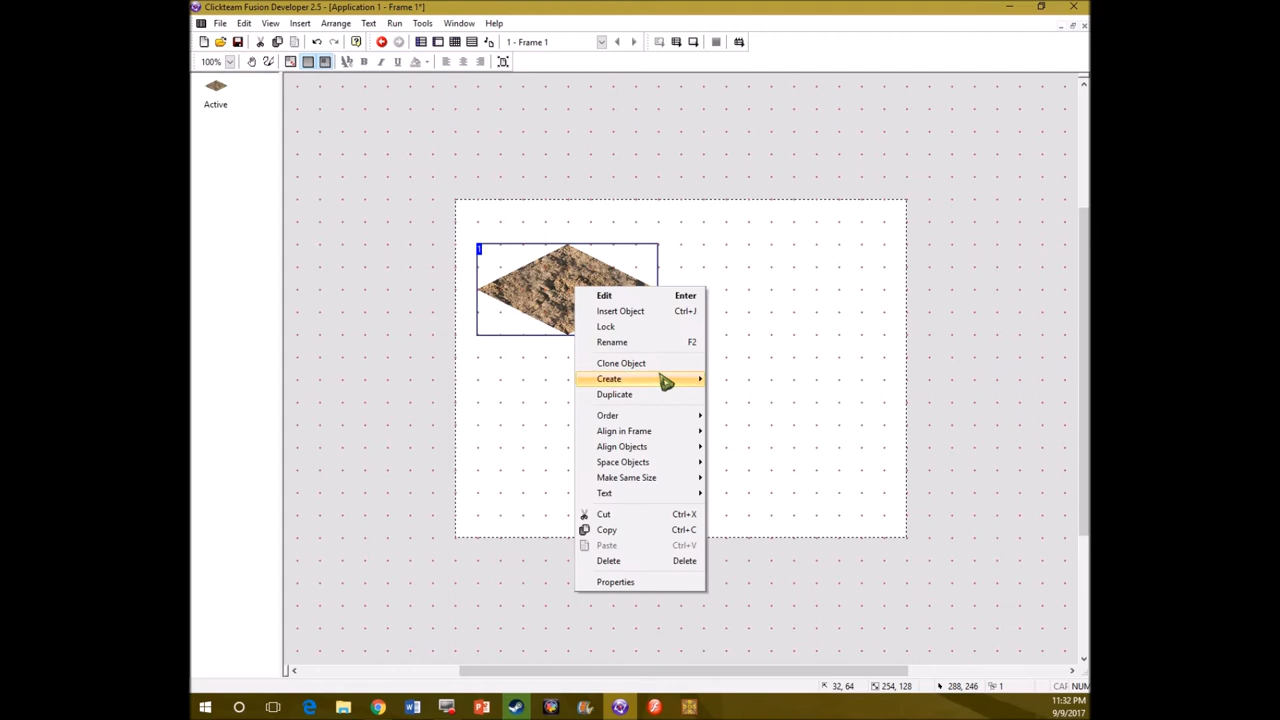 Clickteam Fusion Developer 2.5 - [Application 1 - Frame 1*]
File Edit View Insert Arrange Text Run Tools Window Help
1 - Frame 1
100% B I U
Active
1
Edit Enter
Insert Object Ctrl+J
Lock
Rename F2
Clone Object
Create
Duplicate
Order
Align in Frame
Align Objects
Space Objects
Make Same Size
Text
Cut Ctrl+X
Copy Ctrl+C
Paste Ctrl+V
Delete Delete
Properties
32, 64 254, 128 288, 246 1 CAP NUM
11:32 PM
9/9/2017